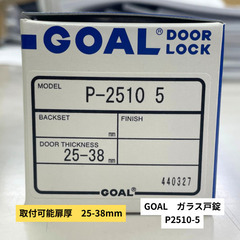 GOAL DOOR LOCK
MODEL
P-2510 5
BACKSET
mm
FINISH
DOOR THICKNESS
25-38 mm
440327
GOAL
取付可能扉厚 25-38mm
GOAL ガラス戸錠
P2510-5